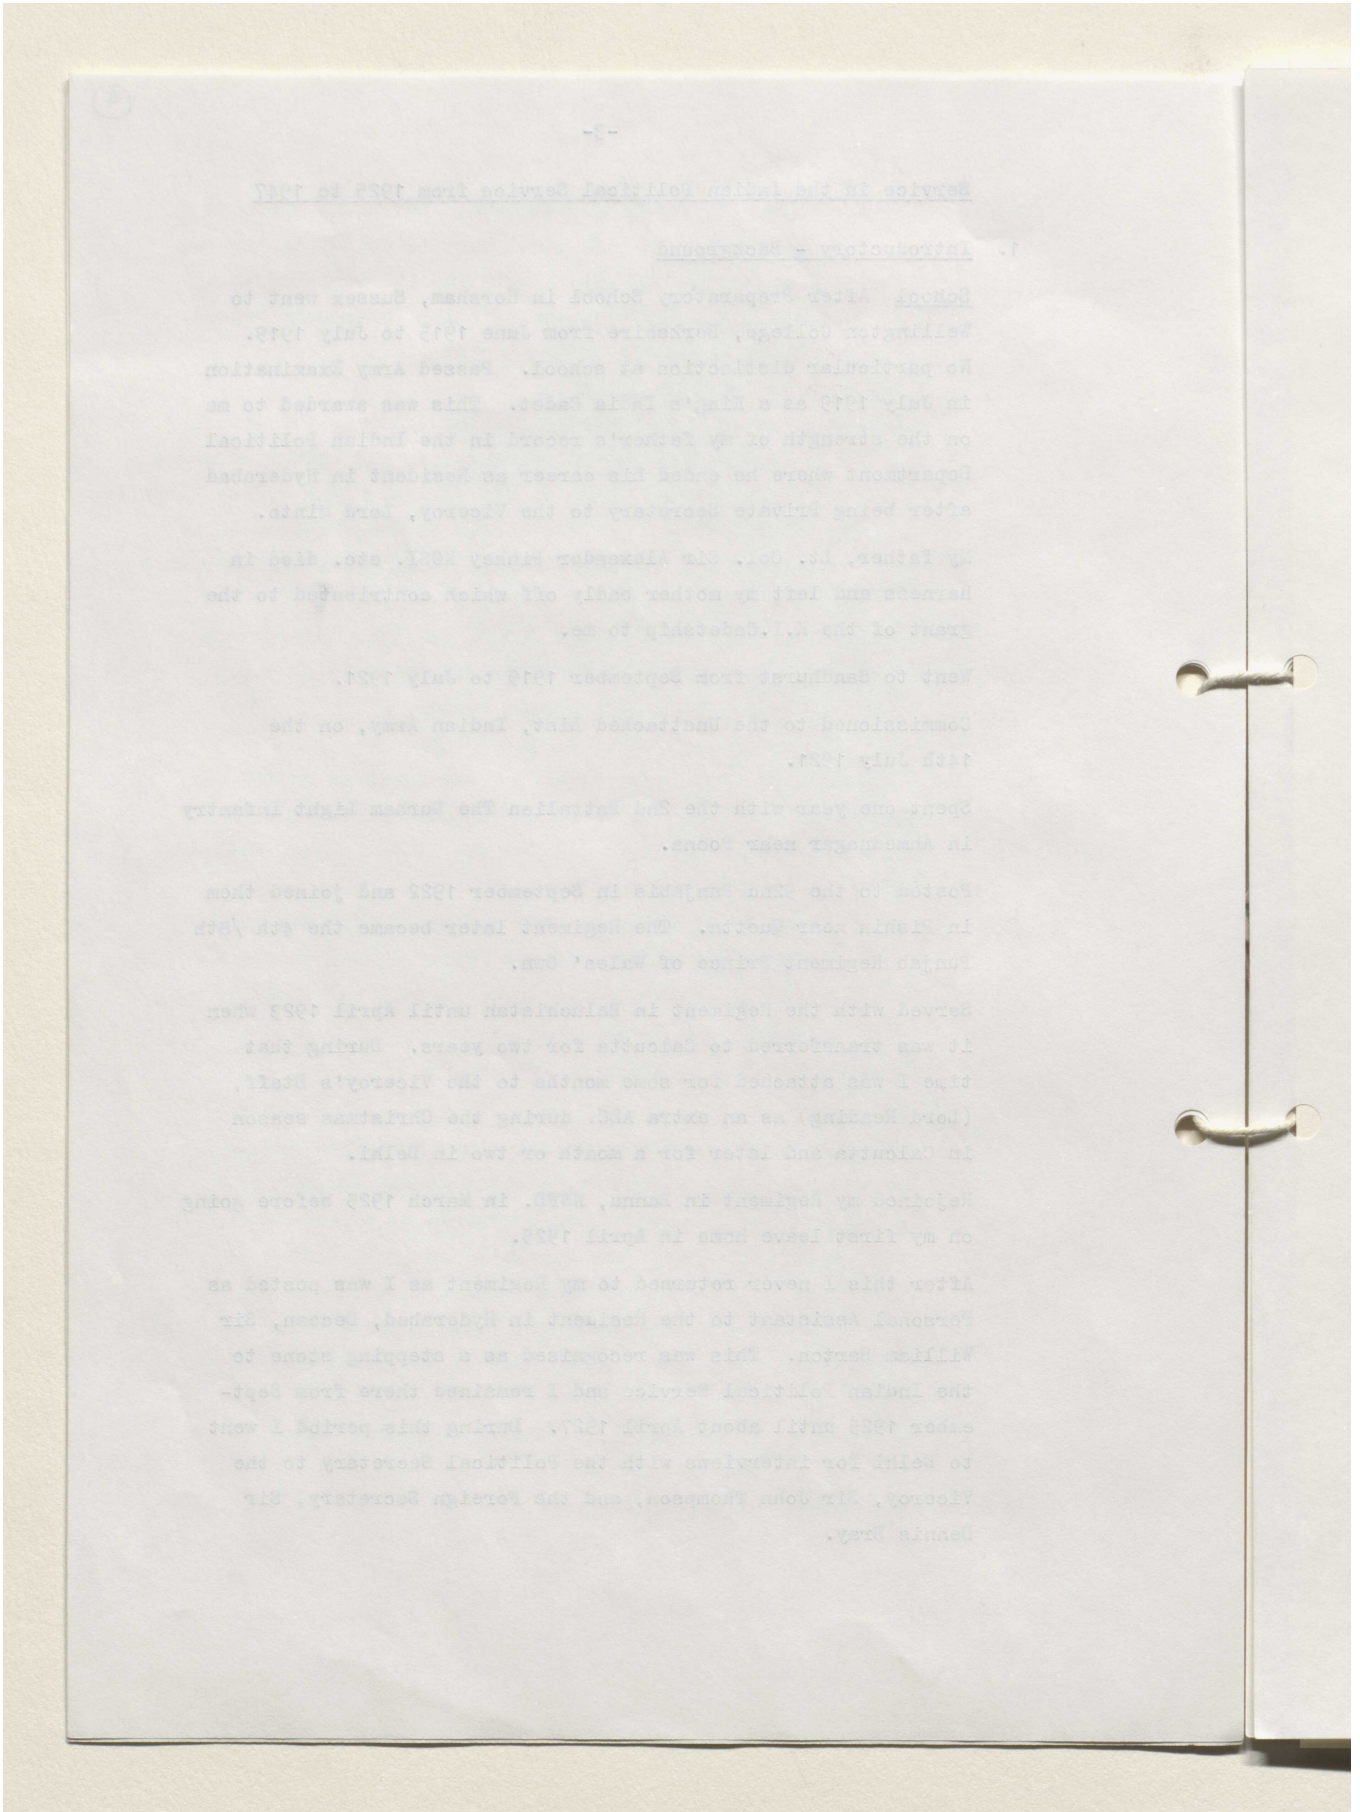 -3-
Service in the Indian Political Service from 1925 to 1947
1. Introductory - Background
School After Preparatory School in Horsham, Sussex went to
Wellington College, Berkshire from June 1915 to July 1919.
No particular distinction at school. Passed Army Examination
in July 1919 as a King's India Cadet. This was awarded to me
on the strength of my father's record in the Indian Political
Department where he ended his career as Resident in Hyderabad
after being Private Secretary to the Viceroy, Lord Minto.
My father, Lt. Col. Sir Alexander Pinhey KCSI. etc. died in
harness and left my mother badly off which contributed to the
grant of the K.I.Cadetship to me.
Went to Sandhurst from September 1919 to July 1921.
Commissioned to the Unattached List, Indian Army, on the
14th July 1921.
Spent one year with the 2nd Battalion The Durham Light Infantry
in Ahmednagar near Poona.
Posted to the Punjabis in September 1922 and joined them
in Pishin near Quetta. The Regiment later became the 4th /8th
Punjab Regiment Prince of Wales' Own.
Served with the Regiment in Baluchistan until April 1923 when
it was transferred to Calcutta for two years. During that
time I was attached for some months to the Viceroy's Staff,
(Lord Reading) as an extra ADC. during the Christmas season
in Calcutta and later for a month or two in Delhi.
Rejoined my Regiment in Bannu, NWFP. in March 1925 before going
on my first leave home in April 1925.
After this I never returned to my Regiment as I was posted as
Personal Assistant to the Resident in Hyderabad, Deccan, Sir
William Barton. This was recognised as a stepping stone to
the Indian Political Service and I remained there from Sept-
ember 1925 until about April 1927. During this period I went
to Delhi for interviews with the Political Secretary to the
Viceroy, Sir John Thompson, and the Foreign Secretary, Sir
Dennis Bray.